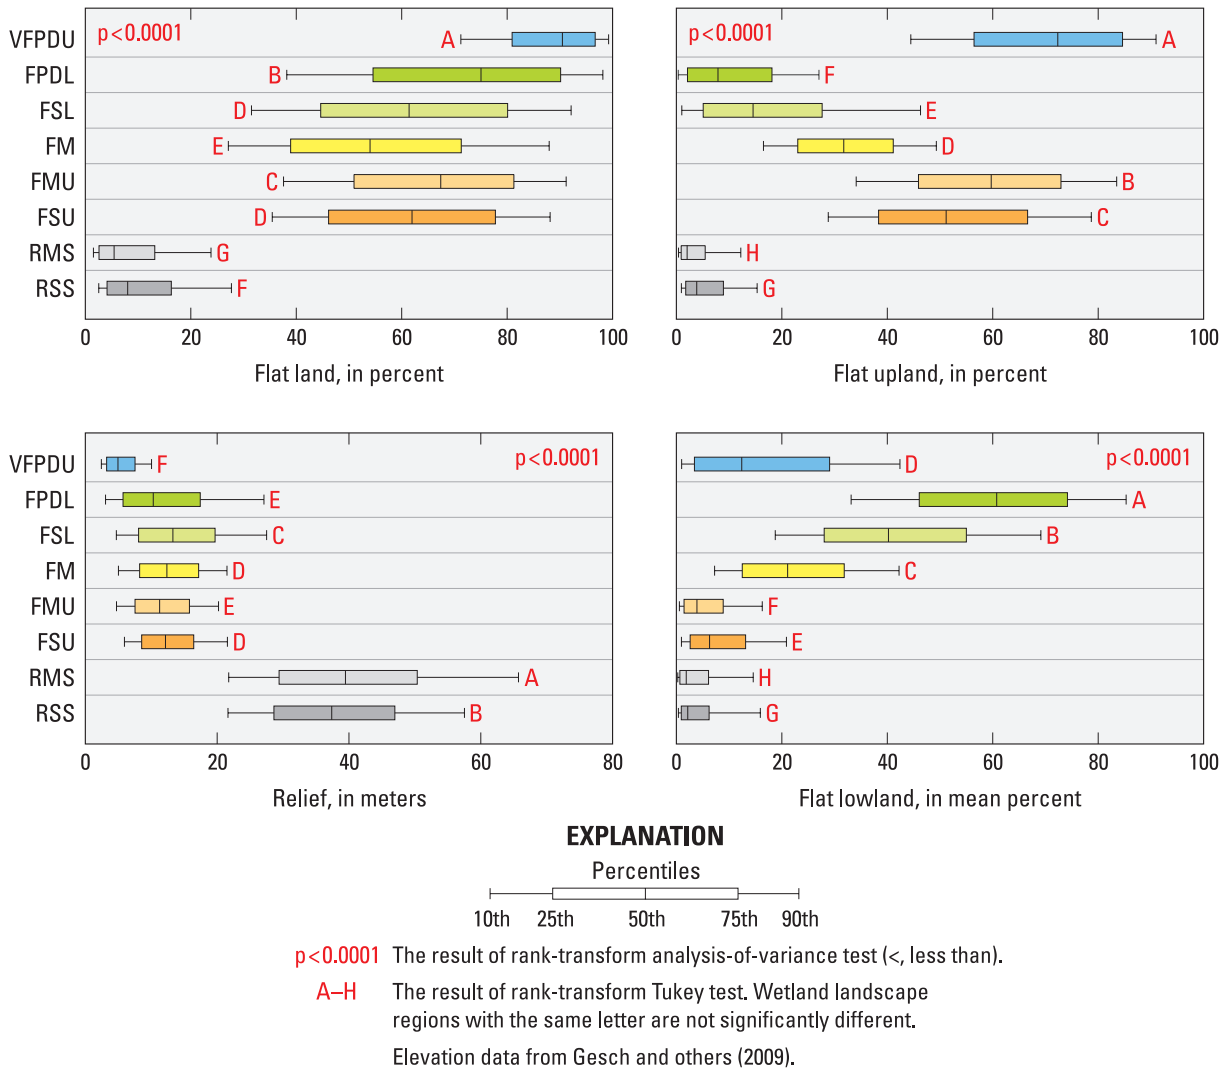 p<0.0001
VFPDU A
FPDL B
FSL D
FM E
FMU C
FSU D
RMS G
RSS F
0 20 40 60 80 100
Flat land, in percent
p<0.0001
A
F
E
D
B
C
H
G
0 20 40 60 80 100
Flat upland, in percent
p<0.0001
VFPDU F
FPDL E
FSL C
FM D
FMU E
FSU D
RMS A
RSS B
0 20 40 60 80
Relief, in meters
p<0.0001
D
A
B
C
F
E
H
G
0 20 40 60 80 100
Flat lowland, in mean percent
EXPLANATION
Percentiles
10th 25th 50th 75th 90th
p<0.0001 The result of rank-transform analysis-of-variance test (<, less than).
A–H The result of rank-transform Tukey test. Wetland landscape
regions with the same letter are not significantly different.
Elevation data from Gesch and others (2009).